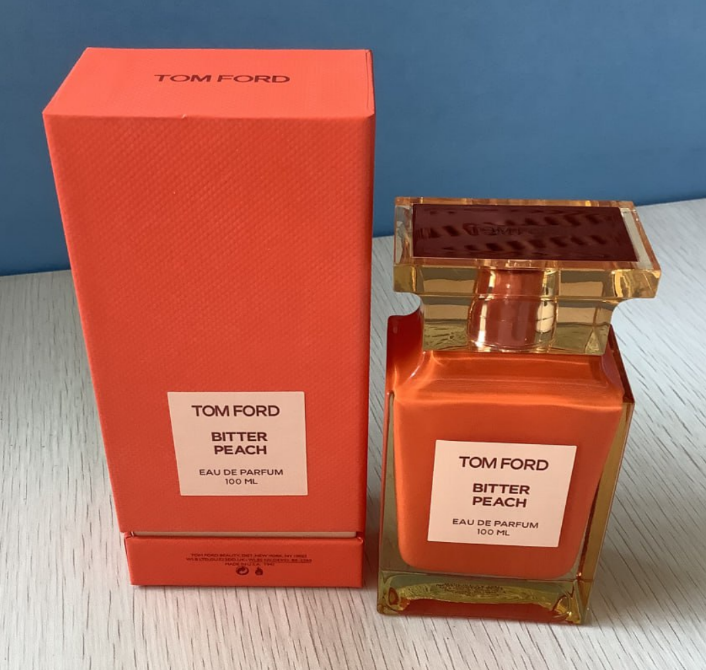 TOM FORD
TOM FORD
BITTER
PEACH
EAU DE PARFUM
100 ML
TOM FORD
BITTER
PEACH
EAU DE PARFUM
100 ML